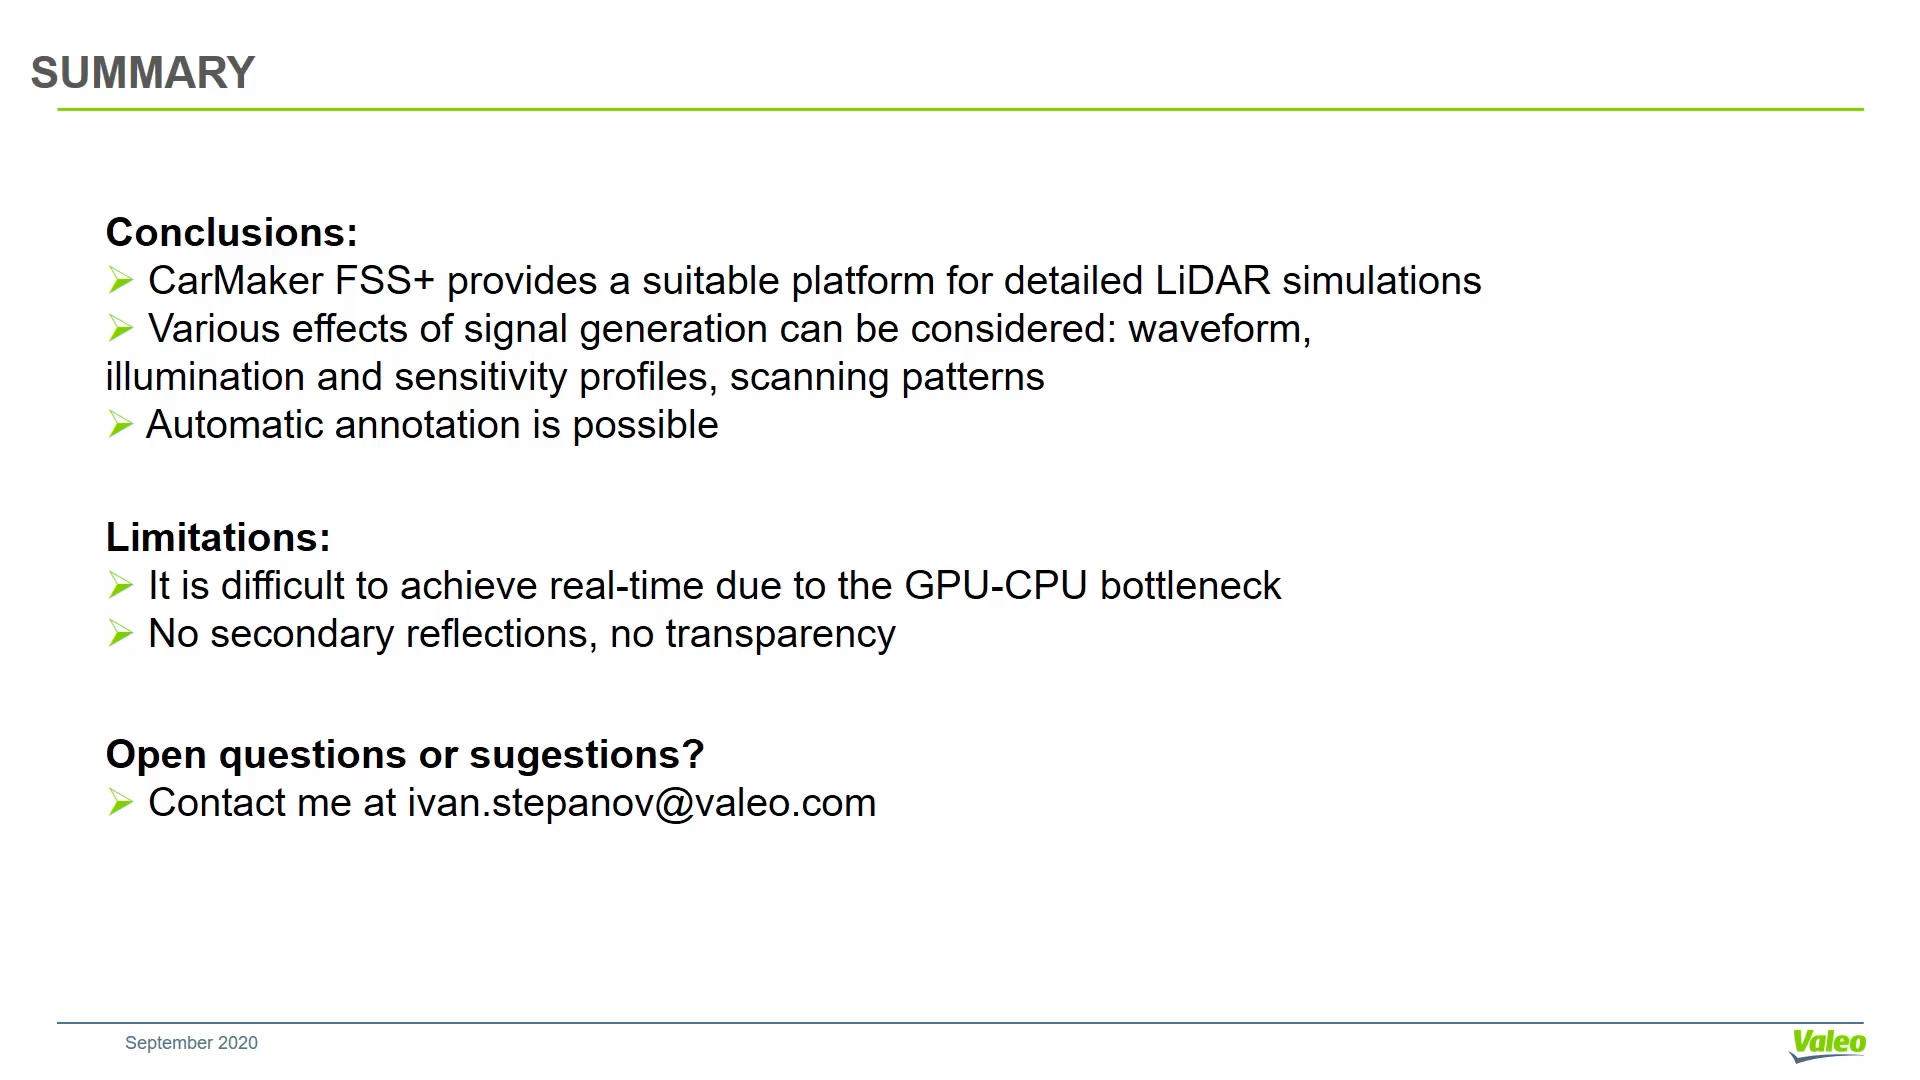 SUMMARY
Conclusions:
CarMaker FSS+ provides a suitable platform for detailed LiDAR simulations
Various effects of signal generation can be considered: waveform,
illumination and sensitivity profiles, scanning patterns
Automatic annotation is possible
Limitations:
It is difficult to achieve real-time due to the GPU-CPU bottleneck
No secondary reflections, no transparency
Open questions or sugestions?
Contact me at ivan.stepanov@valeo.com
September 2020
Valeo